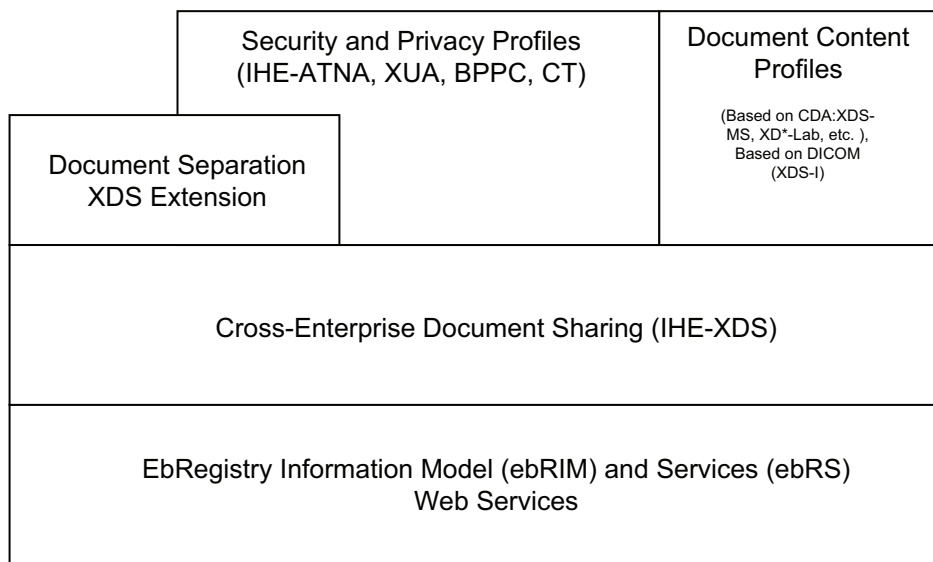 Security and Privacy Profiles
(IHE-ATNA, XUA, BPPC, CT)
Document Content
Profiles
(Based on CDA:XDS-
MS, XD*-Lab, etc. ),
Based on DICOM
(XDS-I)
Document Separation
XDS Extension
Cross-Enterprise Document Sharing (IHE-XDS)
EbRegistry Information Model (ebRIM) and Services (ebRS)
Web Services